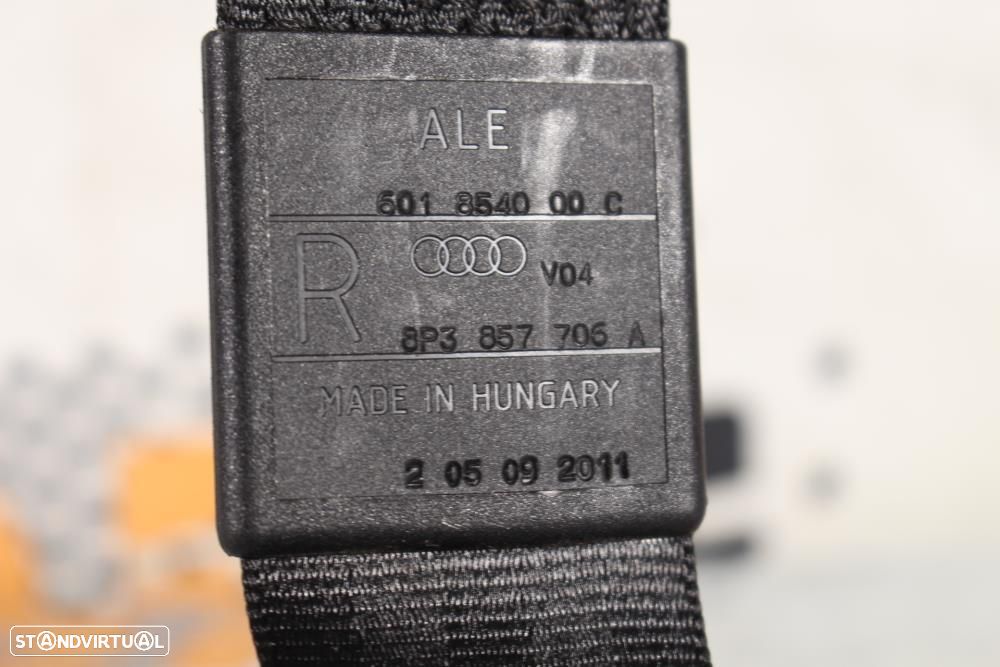 ALE
601 8540 00 C
R
V04
8P3 857 706 A
MADE IN HUNGARY
2 05 09 2011
STANDVIRTUAL